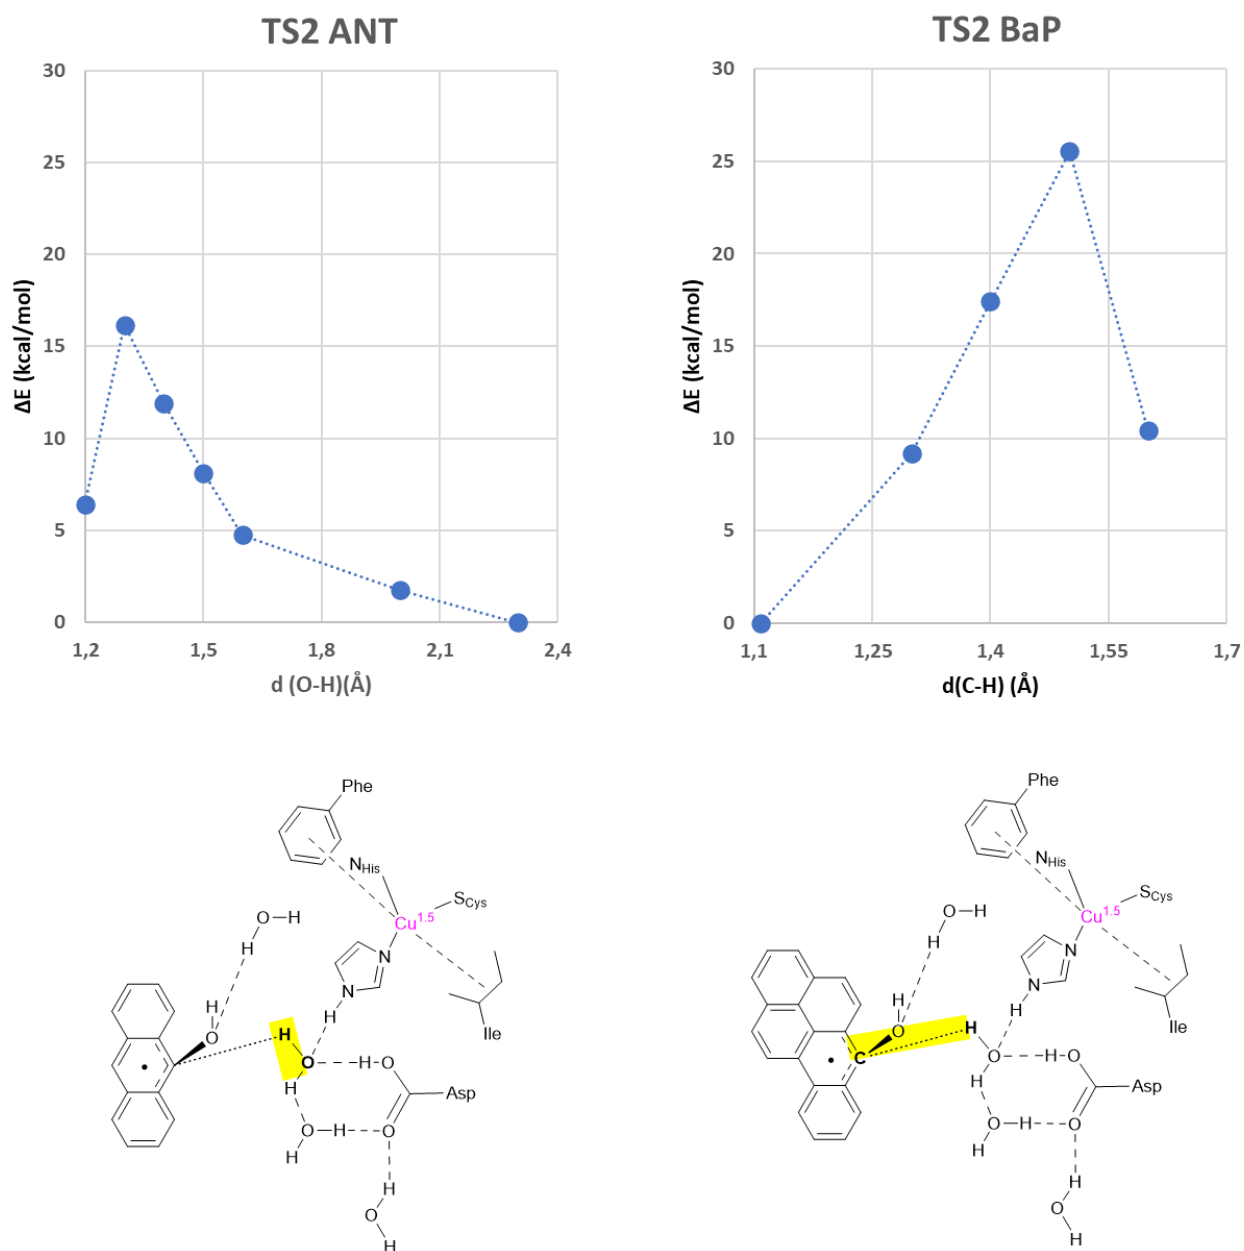 TS2 ANT
TS2 BaP
30
25
20
15
10
5
0
ΔE (kcal/mol)
1,2
1,5
1,8
2,1
2,4
d (O-H)(Å)
30
25
20
15
10
5
0
ΔE (kcal/mol)
1,1
1,25
1,4
1,55
1,7
d(C-H) (Å)
Phe
NHis
SCys
Cu1.5
O H
H
N
N
H
H
O
H
H
O
H O
H
Asp
O H O
H
H
O
H
Ile
Phe
NHis
SCys
Cu1.5
O H
H
N
N
H
H
O
C
H
O
H O
H
Asp
O H O
H
H
O
H
Ile